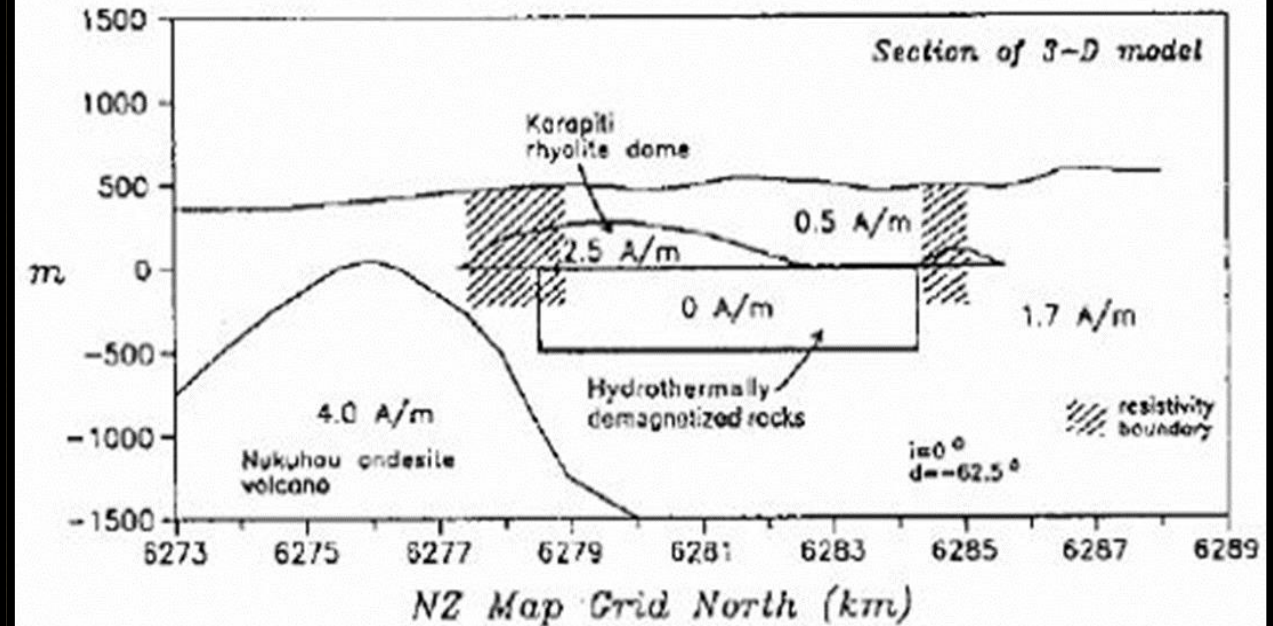 1500
Section of 3-D model
1000
Karapiti
rhyolite dome
500
0.5 A/m
2.5 A/m
m
0
0 A/m
1.7 A/m
-500
Hydrothermally
demagnetized rocks
4.0 A/m
resistivity
boundary
-1000
Nukuhau andesite
volcano
i=0°
d=-62.5°
-1500
6273 6275 6277 6279 6281 6283 6285 6287 6289
NZ Map Grid North (km)